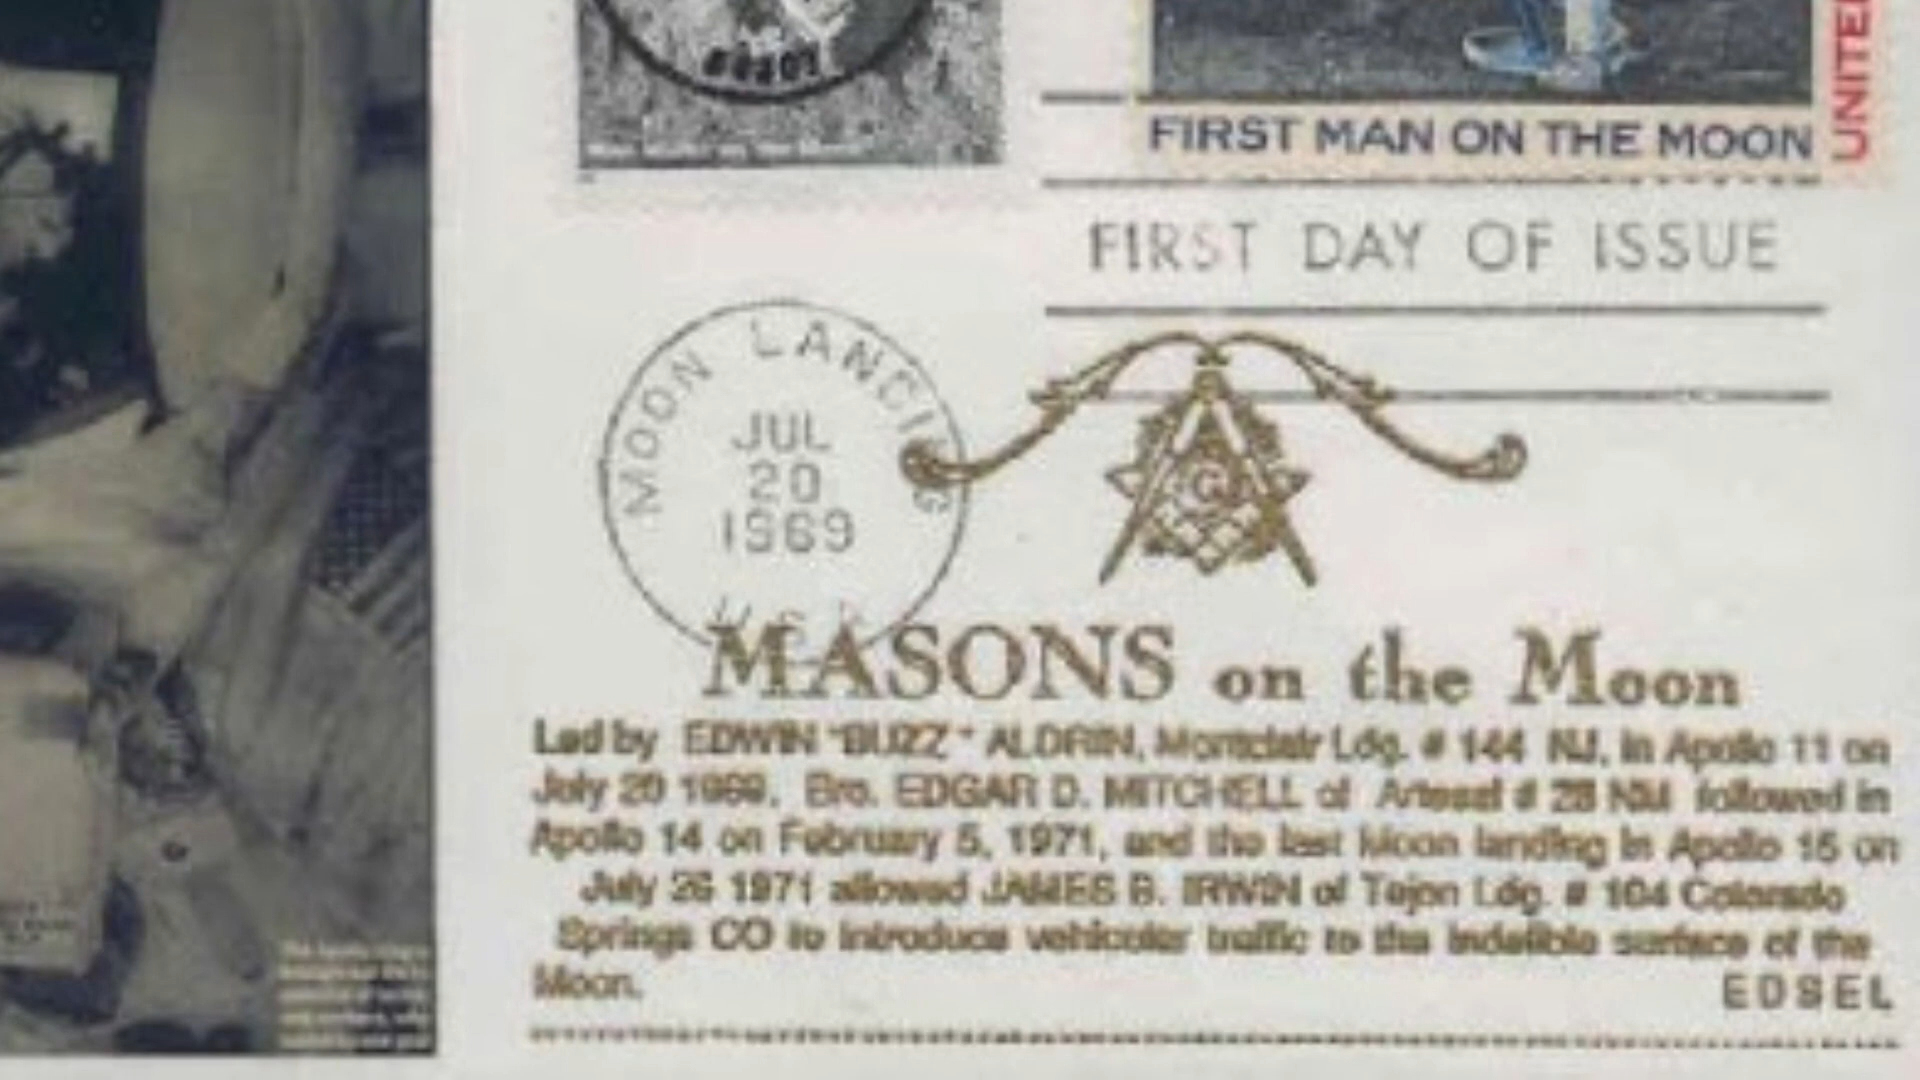 FIRST MAN ON THE MOON
UNITE
FIRST DAY OF ISSUE
MOON LANDING
JUL
20
1969
U.S.A.
G
MASONS on the Moon
Led by EDWIN "BUZZ" ALDRIN, Montclair Ldg. # 144 NJ, in Apollo 11 on
July 20 1969. Bro. EDGAR D. MITCHELL of Artesai # 28 NM followed in
Apollo 14 on February 5, 1971, and the last Moon landing in Apollo 15 on
July 26 1971 allowed JAMES B. IRWIN of Tejon Ldg. # 104 Colorado
Springs CO to introduce vehicular traffic to the indelible surface of the
Moon.
EDSEL